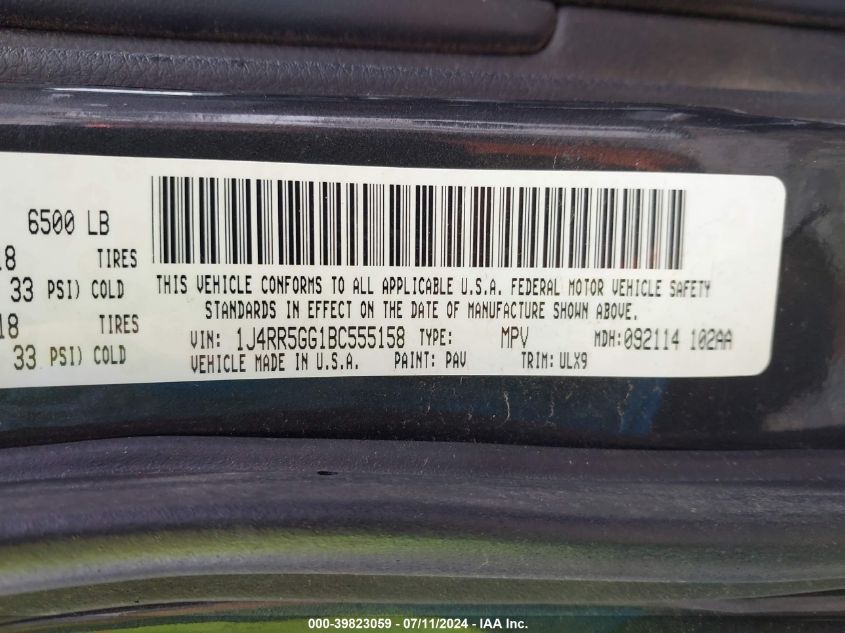 6500 LB
18 TIRES
33 PSI) COLD
18 TIRES
33 PSI) COLD
THIS VEHICLE CONFORMS TO ALL APPLICABLE U.S.A. FEDERAL MOTOR VEHICLE SAFETY
STANDARDS IN EFFECT ON THE DATE OF MANUFACTURE SHOWN ABOVE.
VIN: 1J4RR5GG1BC555158 TYPE: MPV MDH:092114 102AA
VEHICLE MADE IN U.S.A. PAINT: PAV TRIM: ULX9
000-39823059 - 07/11/2024 - IAA Inc.